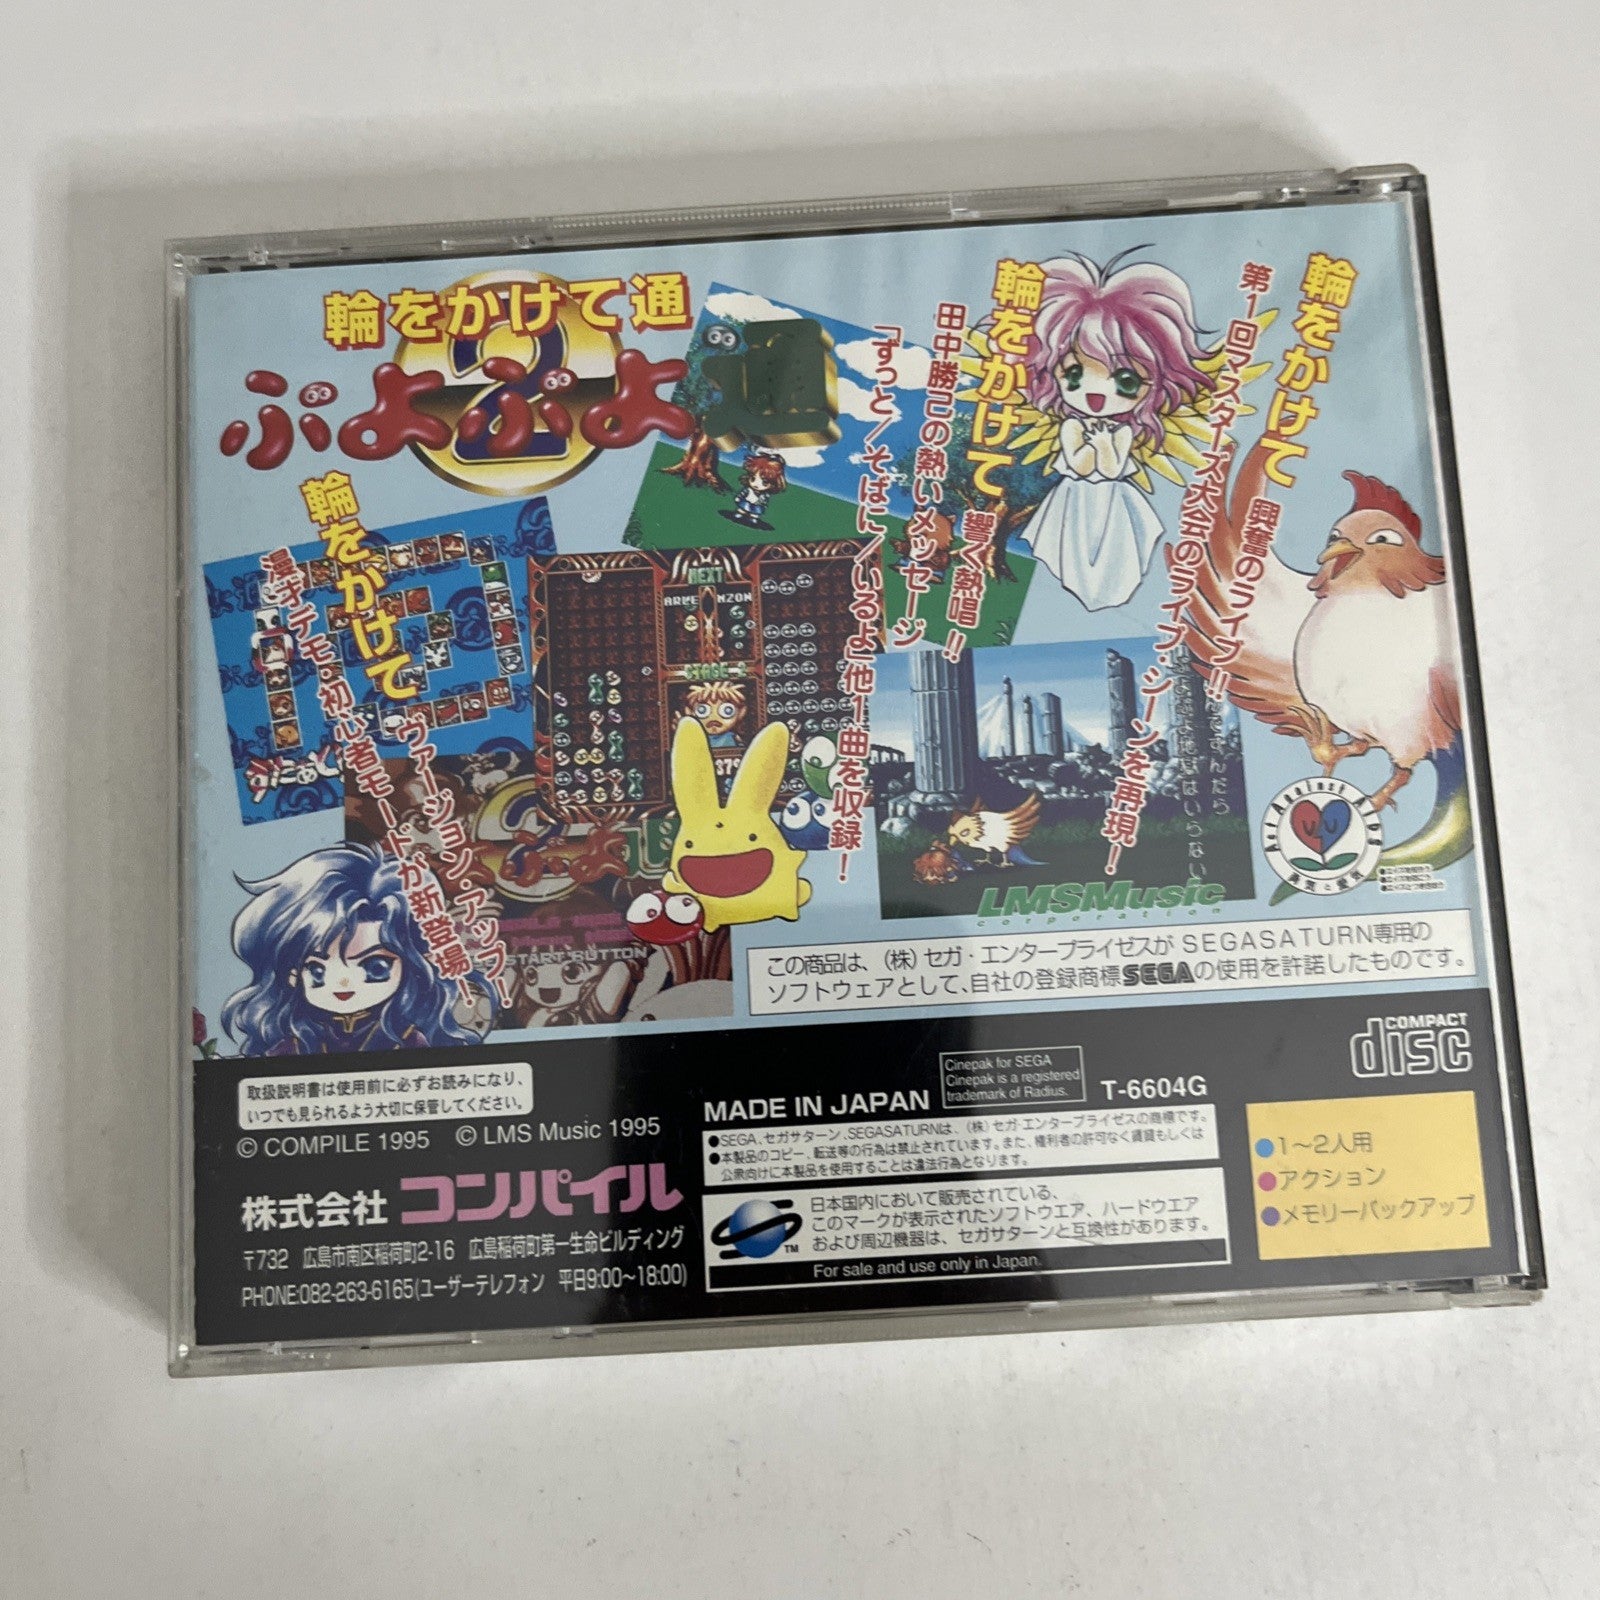 輪をかけて通
ぷよぷよ
2
通
輪をかけて
漫才デモ・初心者モードが新登場!
ヴァージョン・アップ!
輪をかけて
響く熱唱!!
田中勝己の熱いメッセージ
「ずっと/そばに/いるよ」他1曲を収録!
輪をかけて
興奮のライブ!!
第1回マスターズ大会のライブ・シーンを再現!
NEXT
STAGE
START BUTTON
Act Against Aids
勇気と愛気
LMSMusic
corporation
この商品は、(株)セガ・エンタープライゼスが SEGASATURN専用の
ソフトウェアとして、自社の登録商標SEGAの使用を許諾したものです。
取扱説明書は使用前に必ずお読みになり、
いつでも見られるよう大切に保管してください。
© COMPILE 1995 © LMS Music 1995
株式会社 コンパイル
〒732 広島市南区稲荷町2-16 広島稲荷町第一生命ビルディング
PHONE:082-263-6165(ユーザーテレフォン 平日9:00~18:00)
MADE IN JAPAN
Cinepak for SEGA
Cinepak is a registered
trademark of Radius.
T-6604G
COMPACT
disc
●SEGA、セガサターン、SEGASATURNは、(株)セガ・エンタープライゼスの商標です。
●本製品のコピー、転送等の行為は禁止されています。また、権利者の許可なく賃貸もしくは
公衆向けに本製品を使用することは違法行為となります。
日本国内において販売されている、
このマークが表示されたソフトウエア、ハードウエア
および周辺機器は、セガサターンと互換性があります。
TM
For sale and use only in Japan.
●1~2人用
●アクション
●メモリーバックアップ